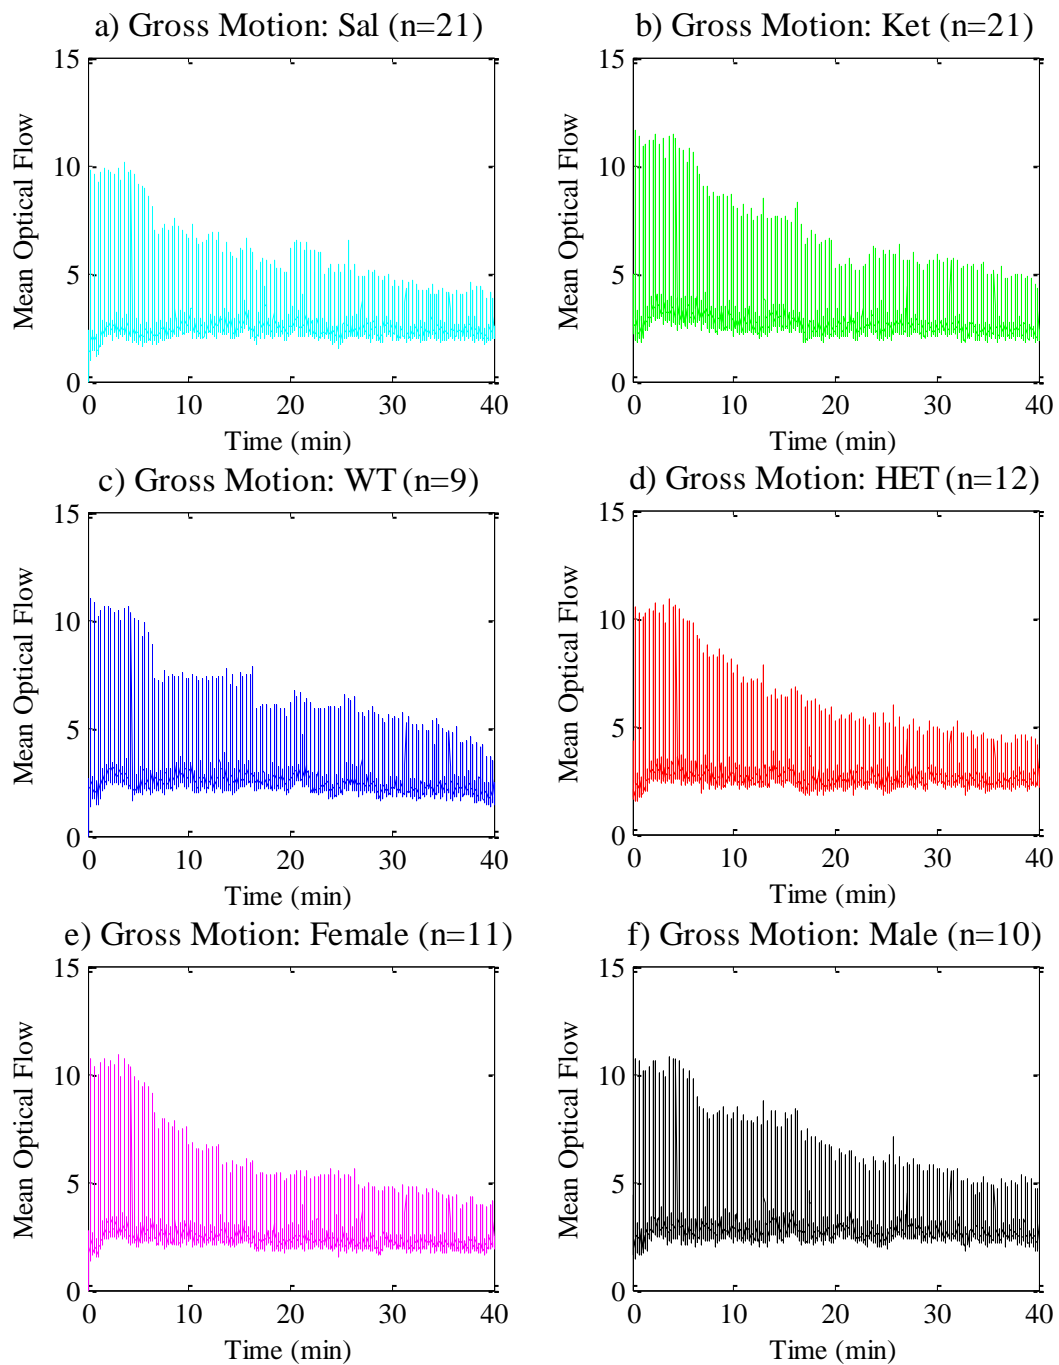 a) Gross Motion: Sal (n=21)
15
10
5
0
Mean Optical Flow
0 10 20 30 40
Time (min)
b) Gross Motion: Ket (n=21)
15
10
5
0
Mean Optical Flow
0 10 20 30 40
Time (min)
c) Gross Motion: WT (n=9)
15
10
5
0
Mean Optical Flow
0 10 20 30 40
Time (min)
d) Gross Motion: HET (n=12)
15
10
5
0
Mean Optical Flow
0 10 20 30 40
Time (min)
e) Gross Motion: Female (n=11)
15
10
5
0
Mean Optical Flow
0 10 20 30 40
Time (min)
f) Gross Motion: Male (n=10)
15
10
5
0
Mean Optical Flow
0 10 20 30 40
Time (min)